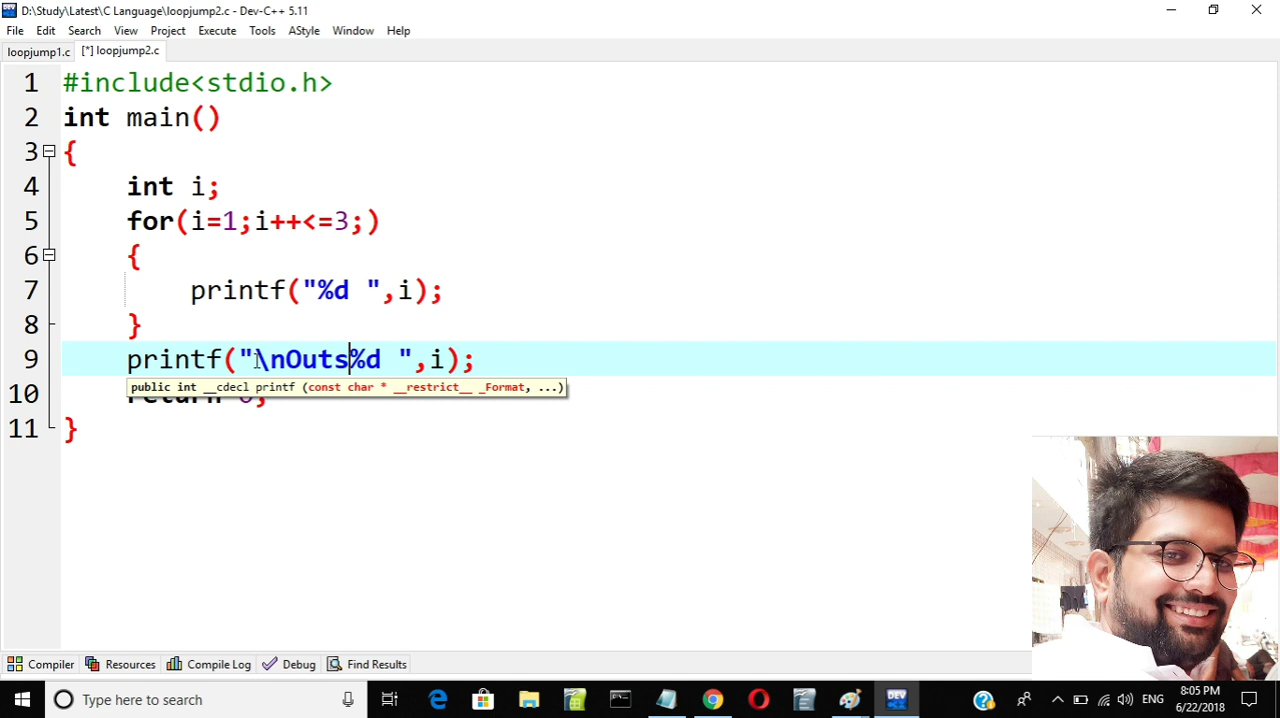 D:\Study\Latest\C Language\loopjump2.c - Dev-C++ 5.11
File Edit Search View Project Execute Tools AStyle Window Help
loopjump1.c [*] loopjump2.c
1 #include<stdio.h>
2 int main()
3 {
4 int i;
5 for(i=1;i++<=3;)
6 {
7 printf("%d ",i);
8 }
9 printf("\nOuts%d ",i);
public int __cdecl printf (const char * __restrict__ _Format, ...)
10 return 0;
11 }
Compiler Resources Compile Log Debug Find Results
Type here to search
ENG
8:05 PM
6/22/2018